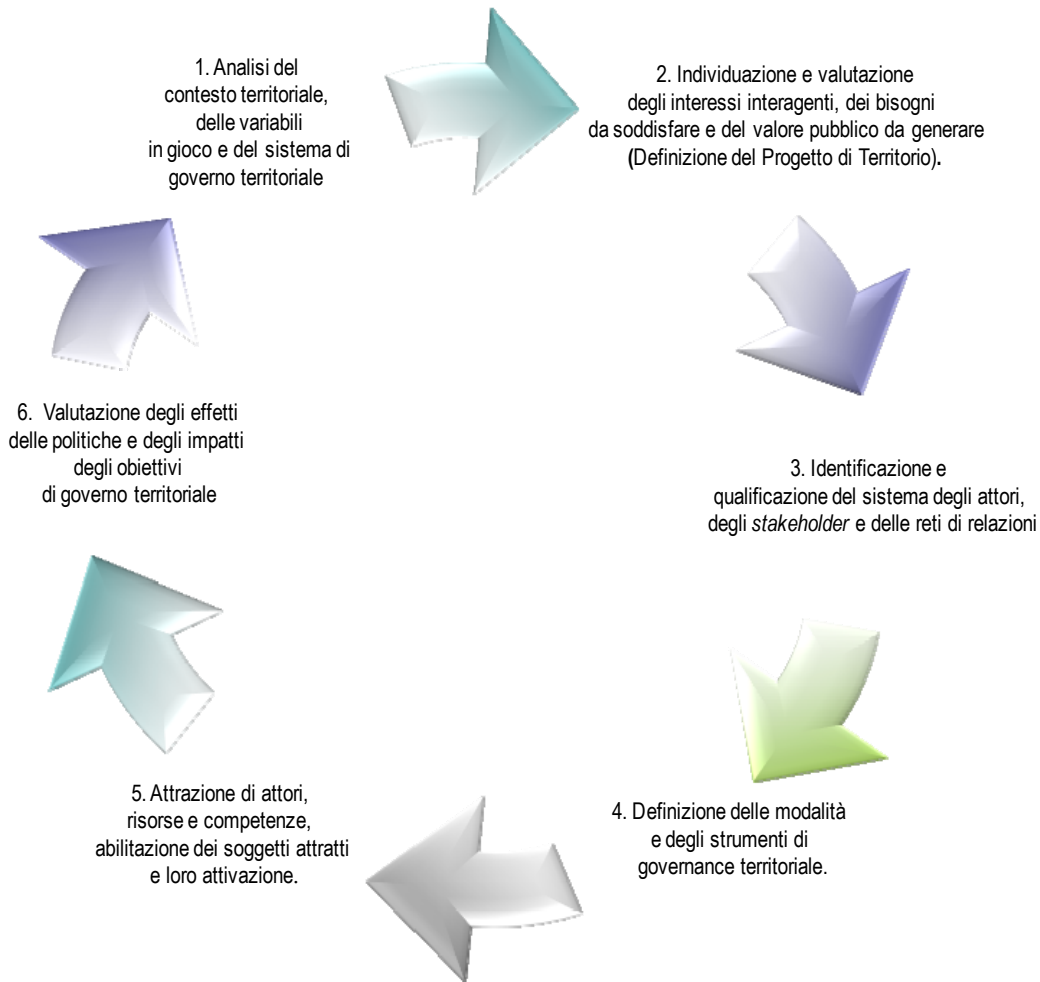 1. Analisi del
contesto territoriale,
delle variabili
in gioco e del sistema di
governo territoriale
2. Individuazione e valutazione
degli interessi interagenti, dei bisogni
da soddisfare e del valore pubblico da generare
(Definizione del Progetto di Territorio).
3. Identificazione e
qualificazione del sistema degli attori,
degli stakeholder e delle reti di relazioni
4. Definizione delle modalità
e degli strumenti di
governance territoriale.
5. Attrazione di attori,
risorse e competenze,
abilitazione dei soggetti attratti
e loro attivazione.
6. Valutazione degli effetti
delle politiche e degli impatti
degli obiettivi
di governo territoriale